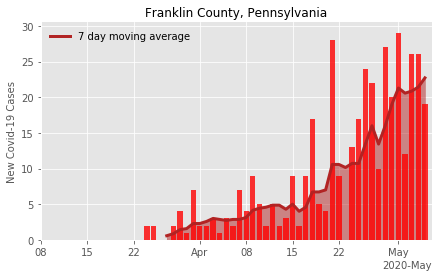 Franklin County, Pennsylvania
7 day moving average
New Covid-19 Cases
30
25
20
15
10
5
0
08 15 22 Apr 08 15 22 May
2020-May